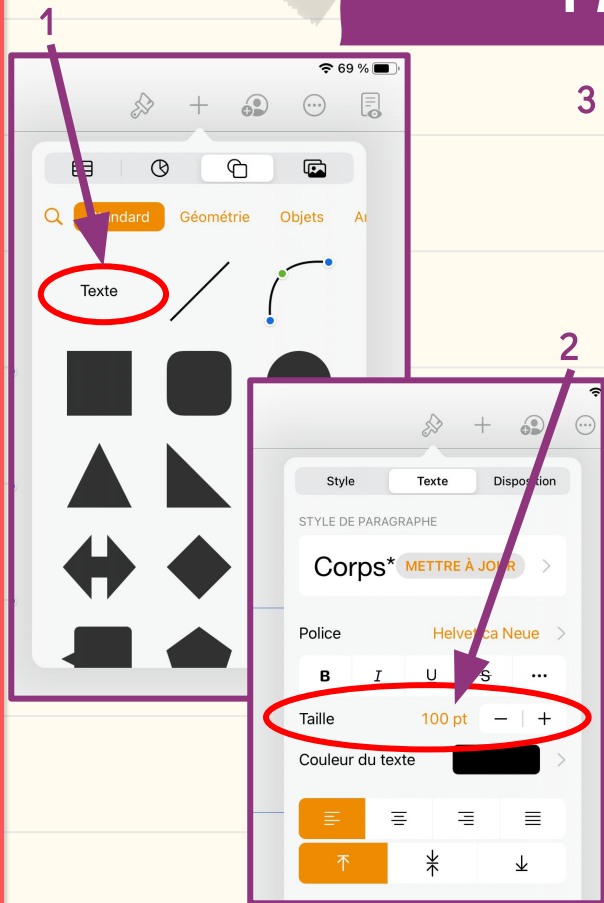 1
69 %
3
Standard Géométrie Objets
Texte
2
Style Texte Disposition
STYLE DE PARAGRAPHE
Corps* METTRE À JOUR
Police Helvetica Neue
B I U S ...
Taille 100 pt − +
Couleur du texte